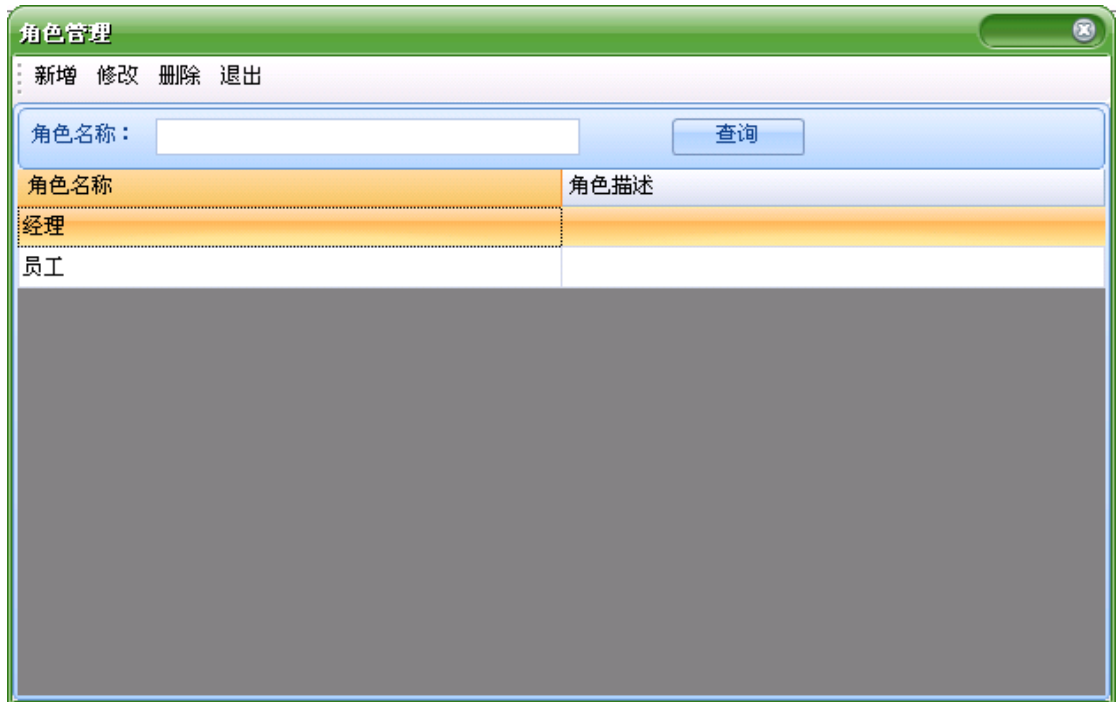 角色管理
新增 修改 删除 退出
角色名称： 查询
角色名称 角色描述
经理
员工